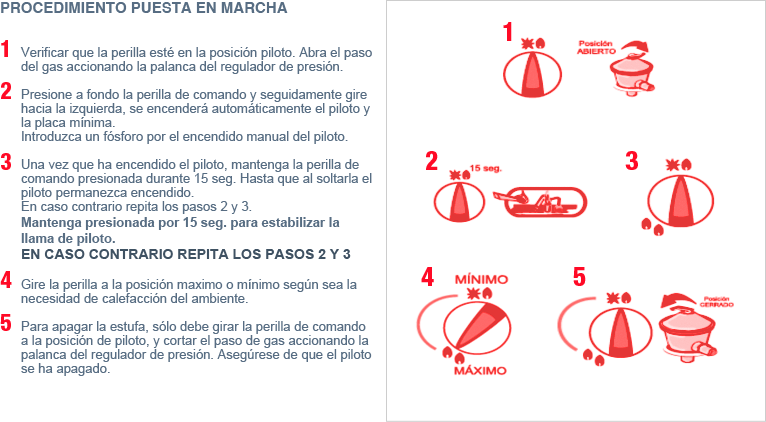 PROCEDIMIENTO PUESTA EN MARCHA
1 Verificar que la perilla esté en la posición piloto. Abra el paso
del gas accionando la palanca del regulador de presión.
2 Presione a fondo la perilla de comando y seguidamente gire
hacia la izquierda, se encenderá automáticamente el piloto y
la placa mínima.
Introduzca un fósforo por el encendido manual del piloto.
3 Una vez que ha encendido el piloto, mantenga la perilla de
comando presionada durante 15 seg. Hasta que al soltarla el
piloto permanezca encendido.
En caso contrario repita los pasos 2 y 3.
Mantenga presionada por 15 seg. para estabilizar la
llama de piloto.
EN CASO CONTRARIO REPITA LOS PASOS 2 Y 3
4 Gire la perilla a la posición maximo o mínimo según sea la
necesidad de calefacción del ambiente.
5 Para apagar la estufa, sólo debe girar la perilla de comando
a la posición de piloto, y cortar el paso de gas accionando la
palanca del regulador de presión. Asegúrese de que el piloto
se ha apagado.
1
Posición
ABIERTO
2
15 seg.
3
4
MÍNIMO
MÁXIMO
5
Posición
CERRADO